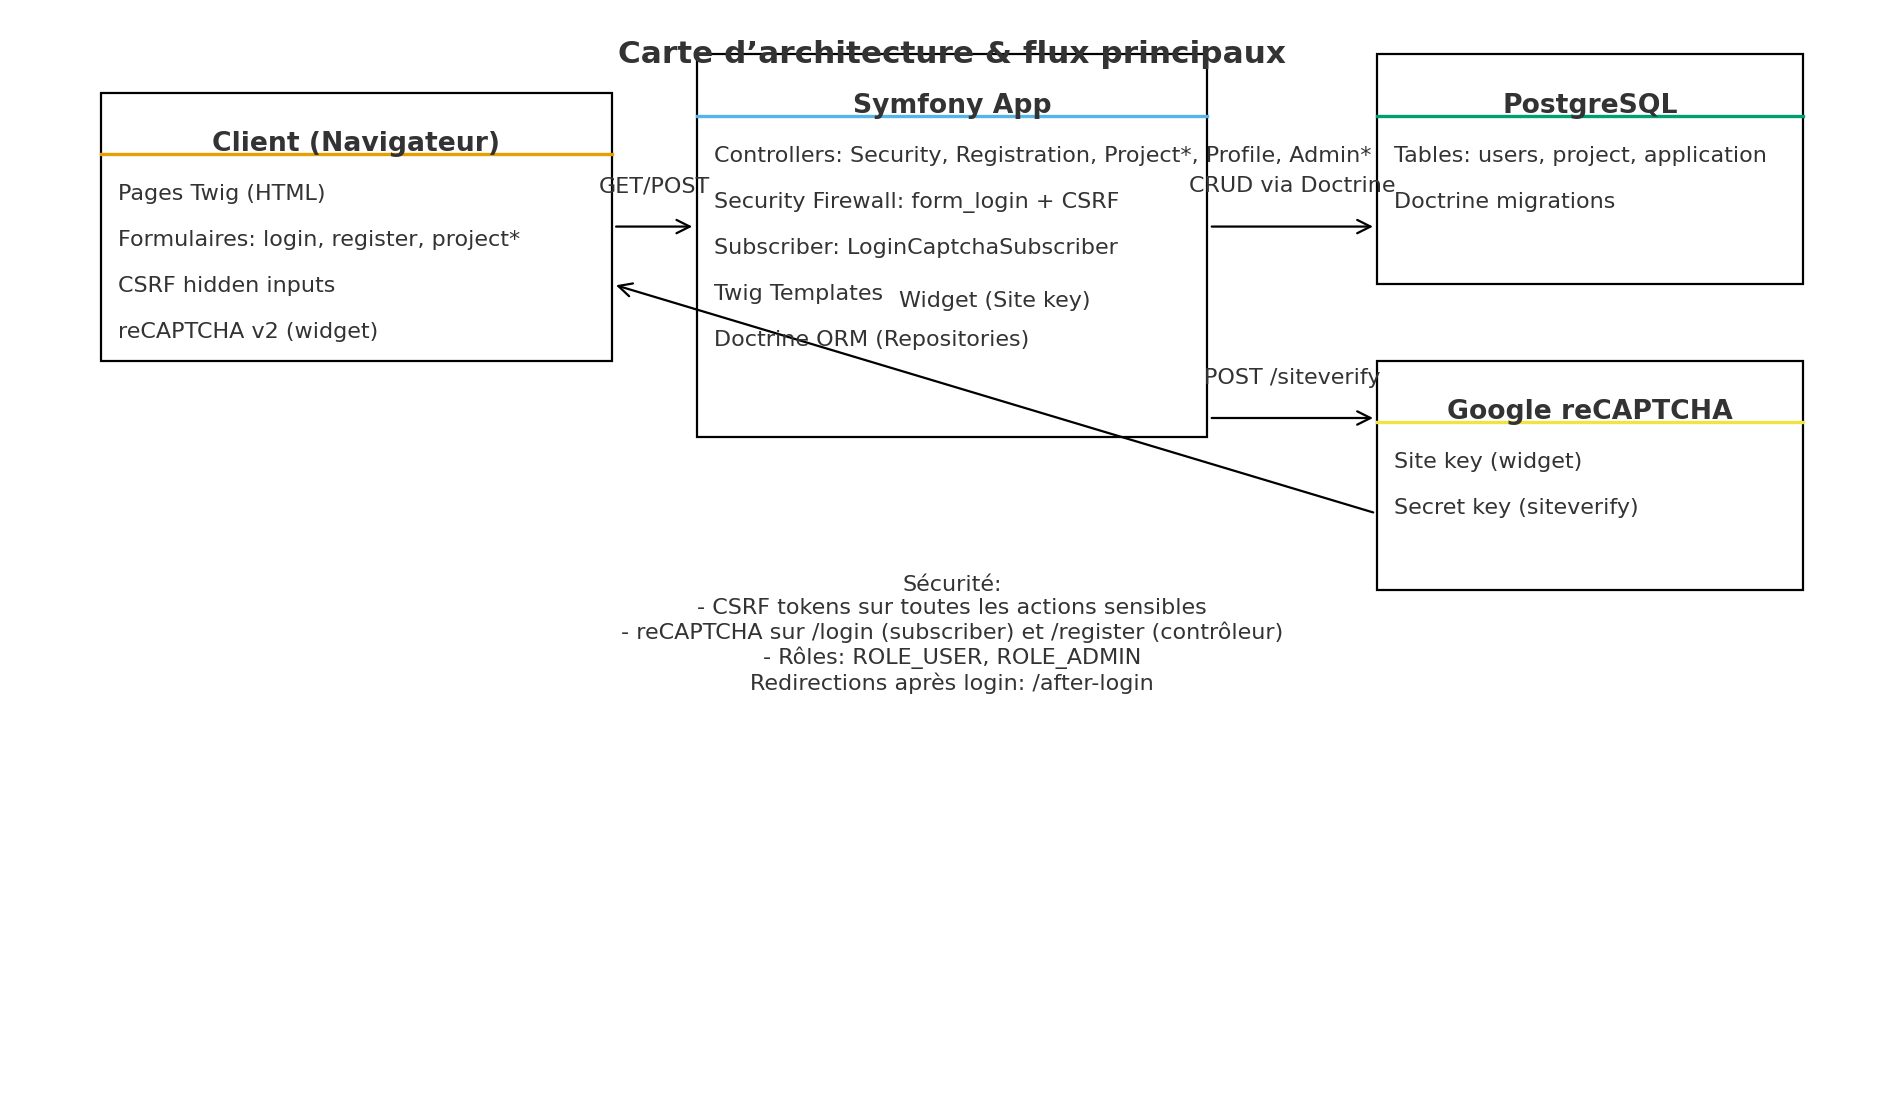 Carte d’architecture & flux principaux
Client (Navigateur)
Pages Twig (HTML)
Formulaires: login, register, project*
CSRF hidden inputs
reCAPTCHA v2 (widget)
GET/POST
Symfony App
Controllers: Security, Registration, Project*, Profile, Admin*
Security Firewall: form_login + CSRF
Subscriber: LoginCaptchaSubscriber
Twig Templates
Widget (Site key)
Doctrine ORM (Repositories)
CRUD via Doctrine
PostgreSQL
Tables: users, project, application
Doctrine migrations
POST /siteverify
Google reCAPTCHA
Site key (widget)
Secret key (siteverify)
Sécurité:
- CSRF tokens sur toutes les actions sensibles
- reCAPTCHA sur /login (subscriber) et /register (contrôleur)
- Rôles: ROLE_USER, ROLE_ADMIN
Redirections après login: /after-login